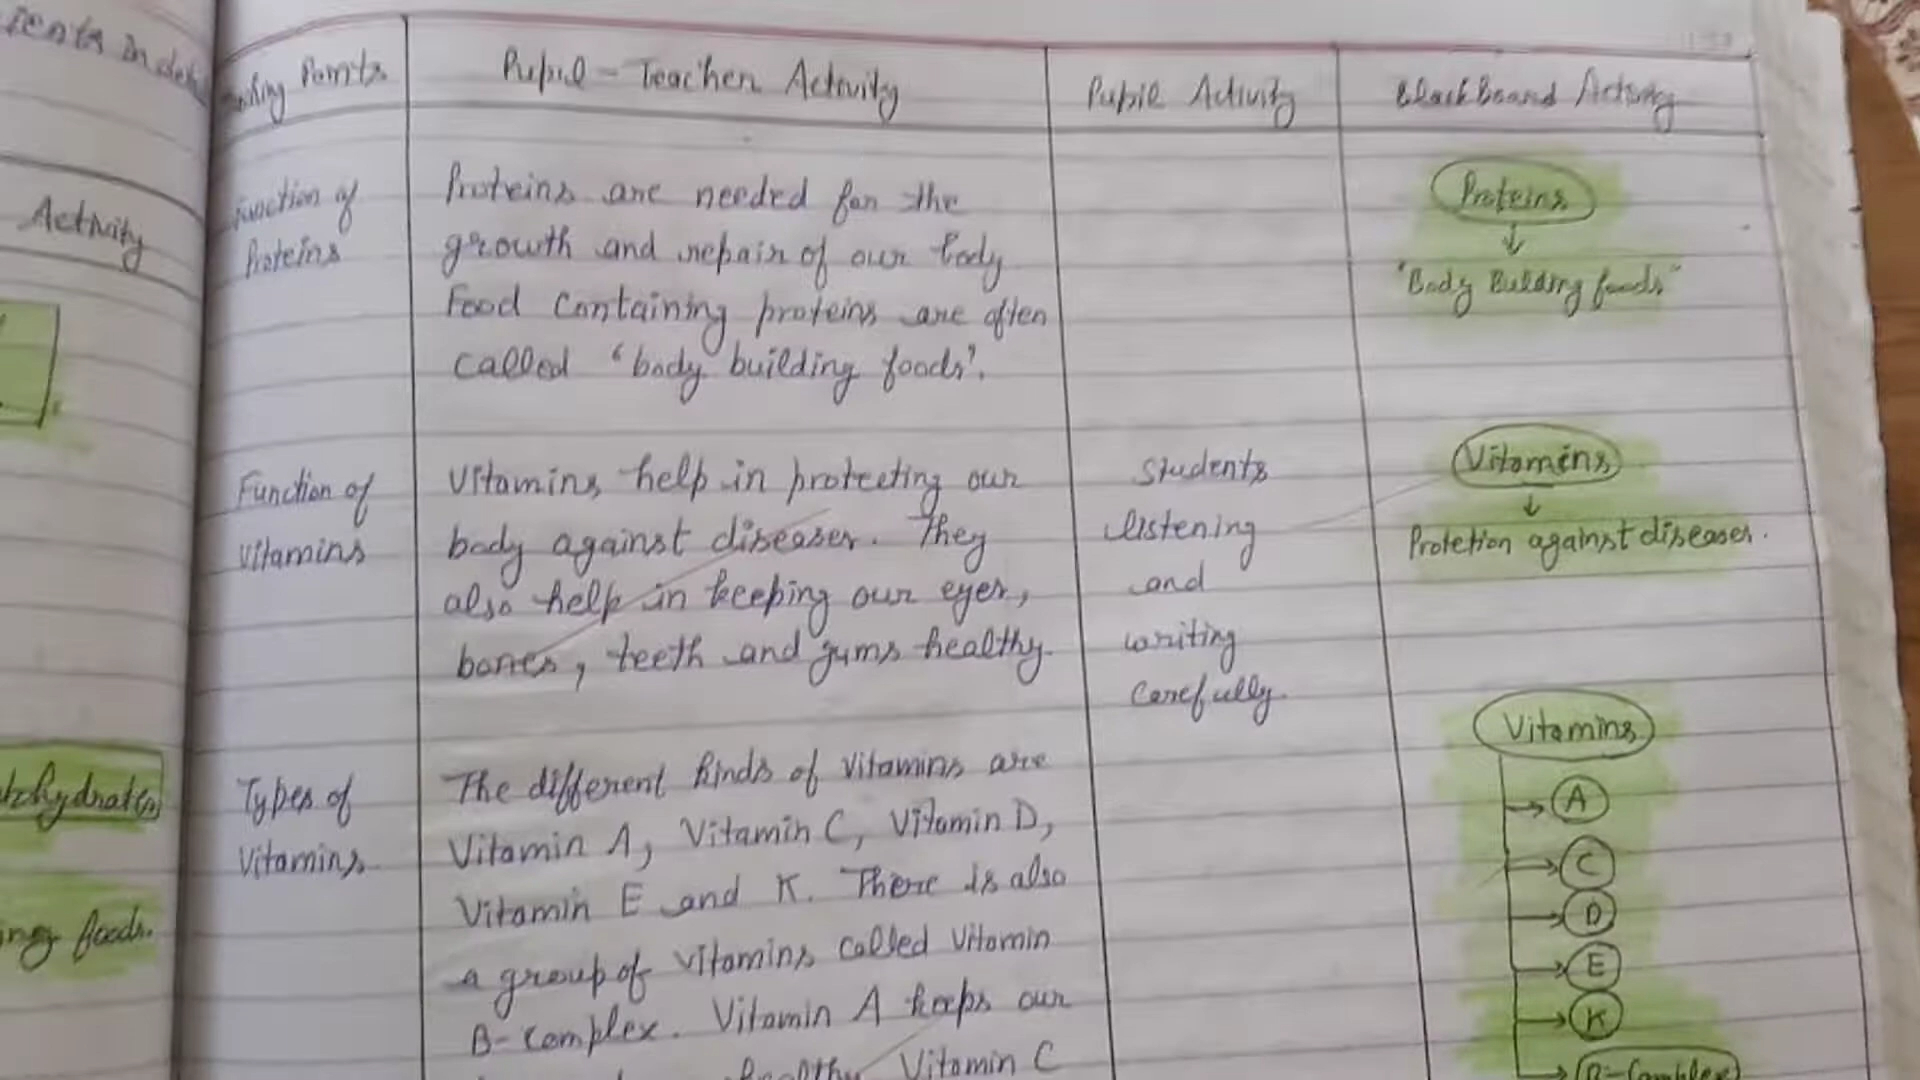 Activity
ing foods.
Points
Pupil - Teacher Activity
Pupil Activity
BlackBoard Activity
Function of
Proteins
Proteins are needed for the
growth and repair of our body
Food Containing proteins are often
called 'body building foods'.
Proteins
"Body Building foods"
Function of
Vitamins
Vitamins help in protecting our
body against diseases. They
also help in keeping our eyes,
bones, teeth and gums healthy.
Students
listening
and
writing
Carefully.
Vitamins
Protetion against diseases.
Types of
Vitamins
The different kinds of Vitamins are
Vitamin A, Vitamin C, Vitamin D,
Vitamin E and K. There is also
a group of Vitamins called Vitamin
B-Complex. Vitamin A keeps our
healthy Vitamin C
Vitamins
A
C
D
E
K
B-Complex